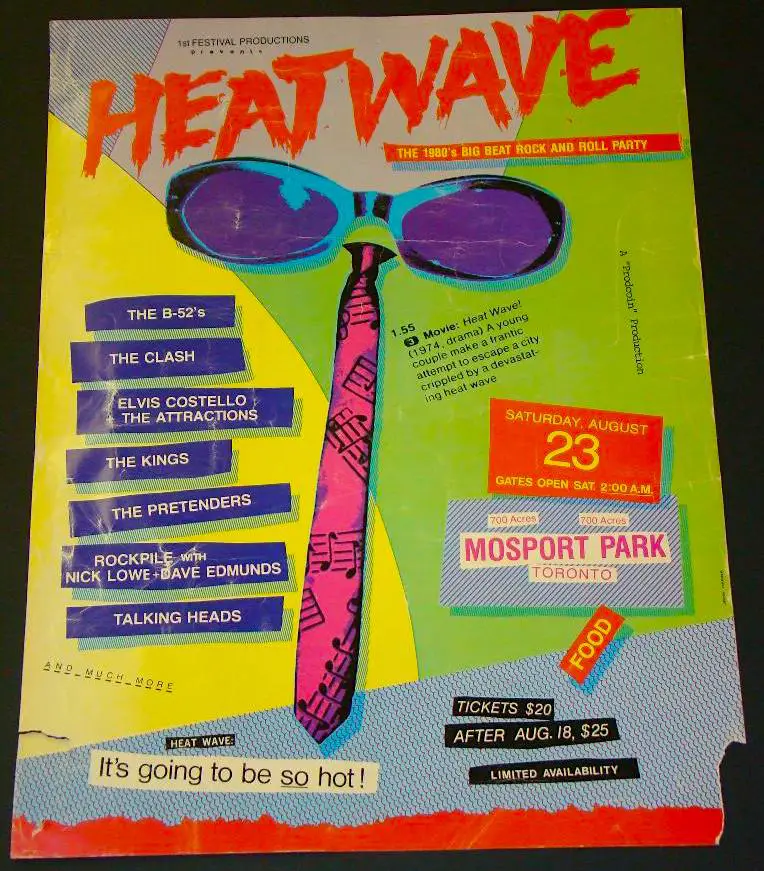 1st FESTIVAL PRODUCTIONS
presents
HEATWAVE
THE 1980's BIG BEAT ROCK AND ROLL PARTY
A "Prodcoin" Production
THE B-52's
THE CLASH
ELVIS COSTELLO
+ THE ATTRACTIONS
THE KINGS
THE PRETENDERS
ROCKPILE WITH
NICK LOWE+DAVE EDMUNDS
TALKING HEADS
AND MUCH MORE
1.55
3 Movie: Heat Wave!
(1974, drama) A young
couple make a frantic
attempt to escape a city
crippled by a devastat-
ing heat wave
SATURDAY, AUGUST
23
GATES OPEN SAT. 2:00 A.M.
700 Acres 700 Acres
MOSPORT PARK
TORONTO
FOOD
TICKETS $20
AFTER AUG. 18, $25
LIMITED AVAILABILITY
HEAT WAVE:
It's going to be so hot!